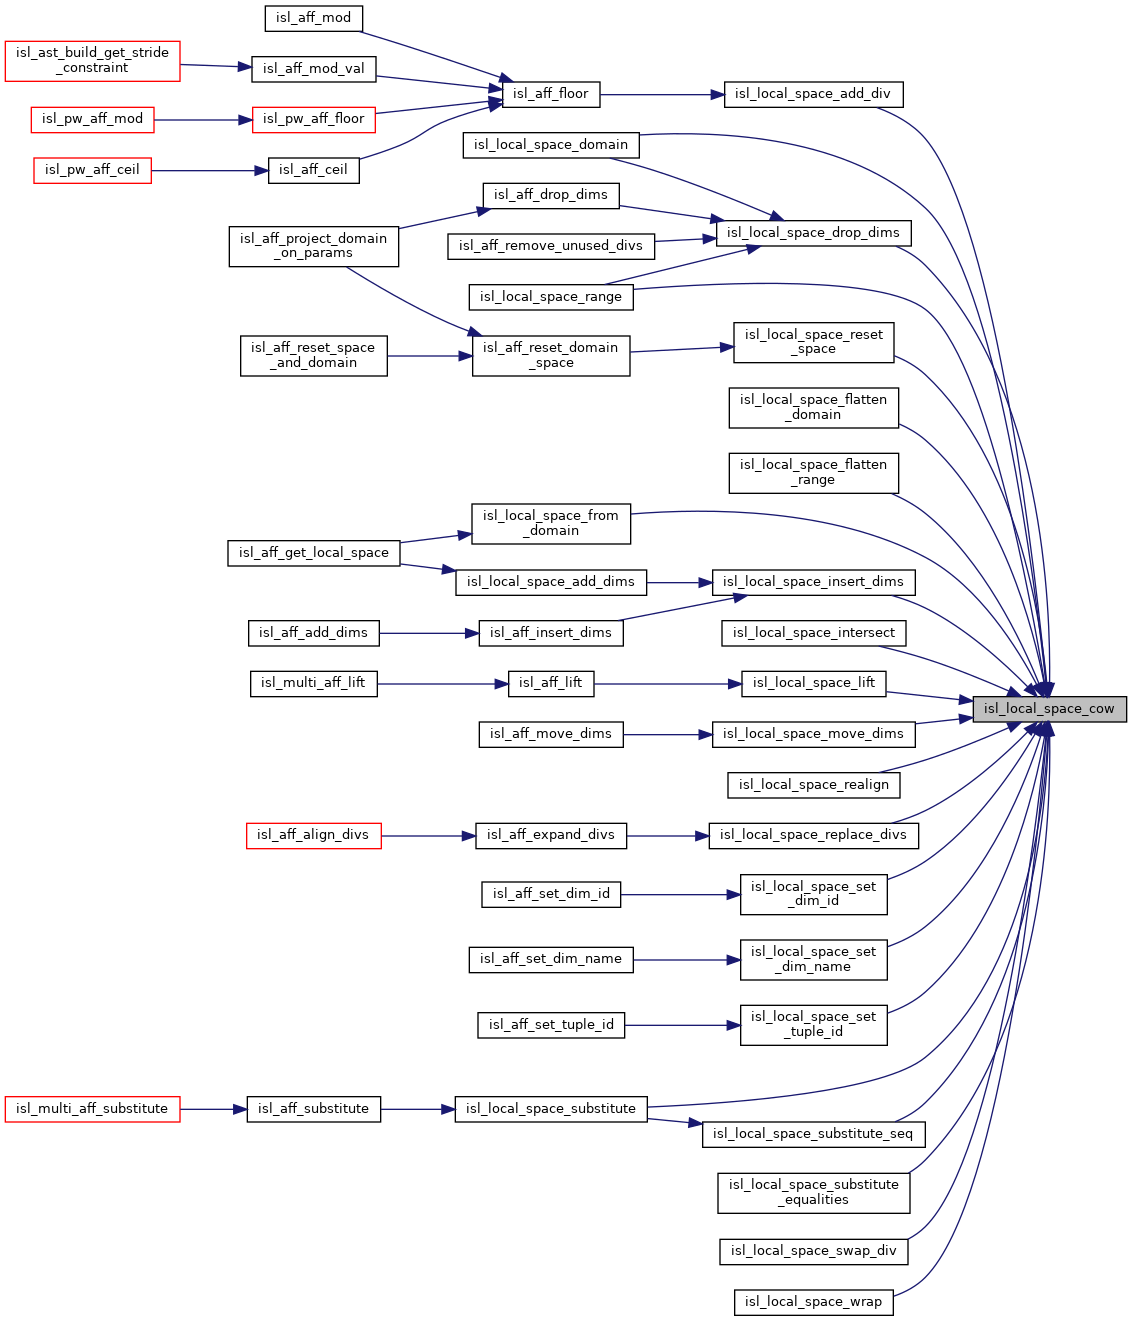 isl_aff_mod
isl_ast_build_get_stride
_constraint
isl_aff_mod_val
isl_aff_floor
isl_local_space_add_div
isl_pw_aff_mod
isl_pw_aff_floor
isl_local_space_domain
isl_pw_aff_ceil
isl_aff_ceil
isl_aff_drop_dims
isl_local_space_drop_dims
isl_aff_project_domain
_on_params
isl_aff_remove_unused_divs
isl_local_space_range
isl_aff_reset_space
_and_domain
isl_aff_reset_domain
_space
isl_local_space_reset
_space
isl_local_space_flatten
_domain
isl_local_space_flatten
_range
isl_local_space_from
_domain
isl_aff_get_local_space
isl_local_space_add_dims
isl_local_space_insert_dims
isl_aff_add_dims
isl_aff_insert_dims
isl_local_space_intersect
isl_multi_aff_lift
isl_aff_lift
isl_local_space_lift
isl_local_space_cow
isl_aff_move_dims
isl_local_space_move_dims
isl_local_space_realign
isl_aff_align_divs
isl_aff_expand_divs
isl_local_space_replace_divs
isl_aff_set_dim_id
isl_local_space_set
_dim_id
isl_aff_set_dim_name
isl_local_space_set
_dim_name
isl_aff_set_tuple_id
isl_local_space_set
_tuple_id
isl_multi_aff_substitute
isl_aff_substitute
isl_local_space_substitute
isl_local_space_substitute_seq
isl_local_space_substitute
_equalities
isl_local_space_swap_div
isl_local_space_wrap